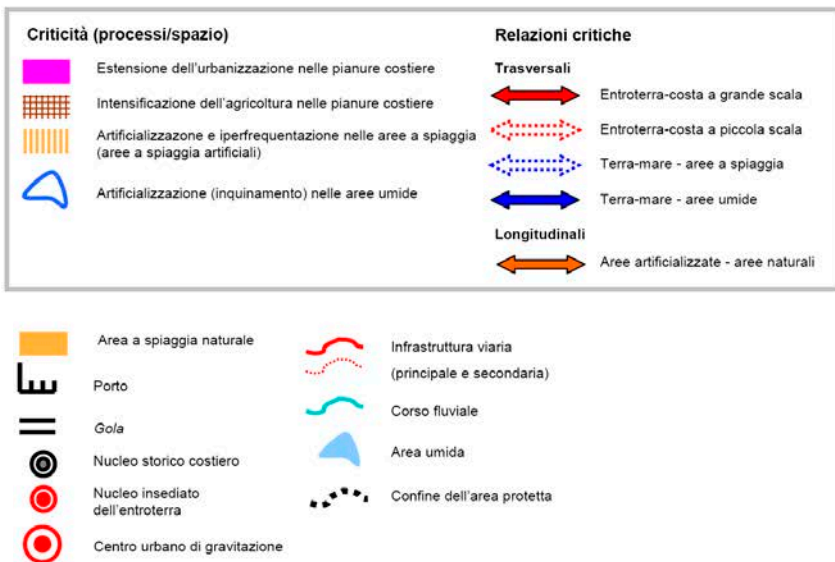 Criticità (processi/spazio)
Estensione dell'urbanizzazione nelle pianure costiere
Intensificazione dell'agricoltura nelle pianure costiere
Artificializzazone e iperfrequentazione nelle aree a spiaggia
(aree a spiaggia artificiali)
Artificializzazione (inquinamento) nelle aree umide
Relazioni critiche
Trasversali
Entroterra-costa a grande scala
Entroterra-costa a piccola scala
Terra-mare - aree a spiaggia
Terra-mare - aree umide
Longitudinali
Aree artificializzate - aree naturali
Area a spiaggia naturale
Porto
Gola
Nucleo storico costiero
Nucleo insediato
dell'entroterra
Centro urbano di gravitazione
Infrastruttura viaria
(principale e secondaria)
Corso fluviale
Area umida
Confine dell'area protetta